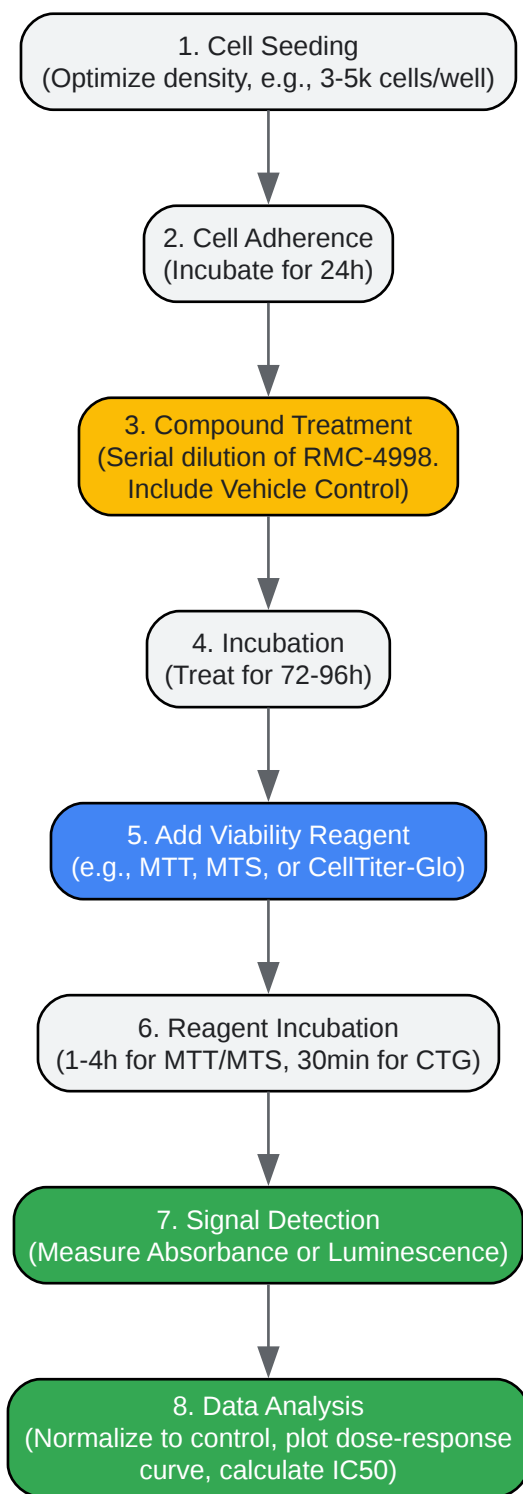 1. Cell Seeding
(Optimize density, e.g., 3-5k cells/well)
2. Cell Adherence
(Incubate for 24h)
3. Compound Treatment
(Serial dilution of RMC-4998.
Include Vehicle Control)
4. Incubation
(Treat for 72-96h)
5. Add Viability Reagent
(e.g., MTT, MTS, or CellTiter-Glo)
6. Reagent Incubation
(1-4h for MTT/MTS, 30min for CTG)
7. Signal Detection
(Measure Absorbance or Luminescence)
8. Data Analysis
(Normalize to control, plot dose-response
curve, calculate IC50)